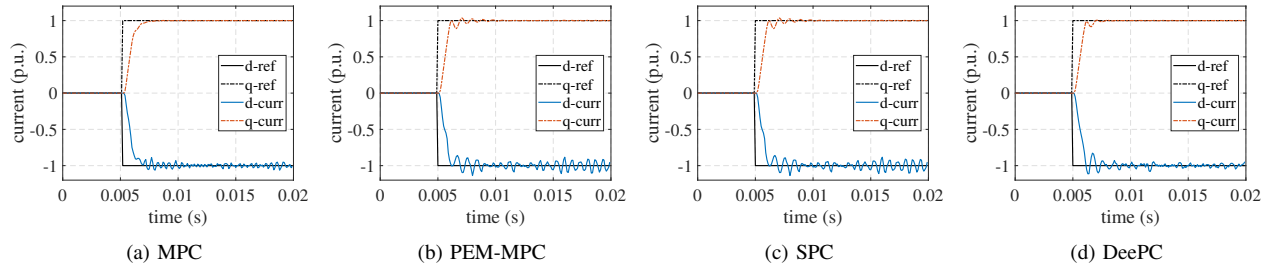 current (p.u.)
1
0.5
0
-0.5
-1
d-ref
q-ref
d-curr
q-curr
0
0.005
0.01
0.015
0.02
time (s)
(a) MPC
current (p.u.)
1
0.5
0
-0.5
-1
d-ref
q-ref
d-curr
q-curr
0
0.005
0.01
0.015
0.02
time (s)
(b) PEM-MPC
current (p.u.)
1
0.5
0
-0.5
-1
d-ref
q-ref
d-curr
q-curr
0
0.005
0.01
0.015
0.02
time (s)
(c) SPC
current (p.u.)
1
0.5
0
-0.5
-1
d-ref
q-ref
d-curr
q-curr
0
0.005
0.01
0.015
0.02
time (s)
(d) DeePC